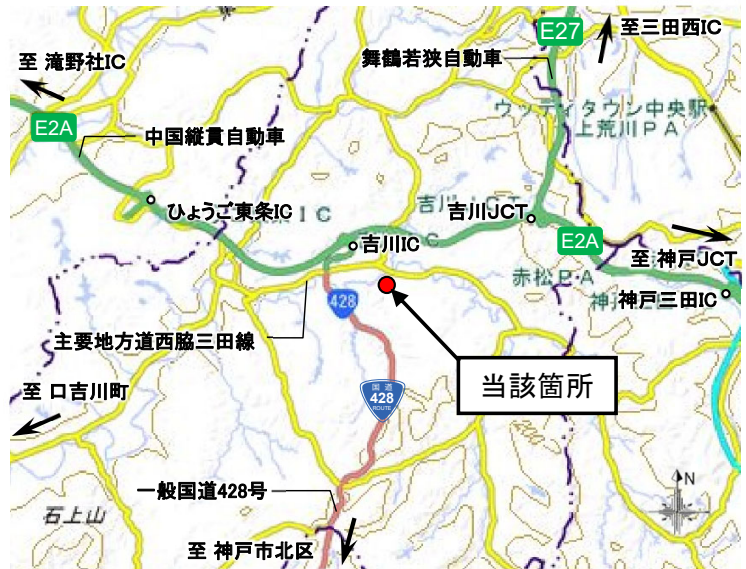 E27
至 三田西IC
至 滝野社IC
舞鶴若狭自動車
ウッディタウン中央駅
上荒川PA
E2A
中国縦貫自動車
ひょうご東条IC
IC
吉川JCT
吉川IC
E2A
至 神戸JCT
赤松PA
神戸三田IC
428
主要地方道西脇三田線
当該箇所
至 口吉川町
国道
428
ROUTE
一般国道428号
N
石上山
至 神戸市北区